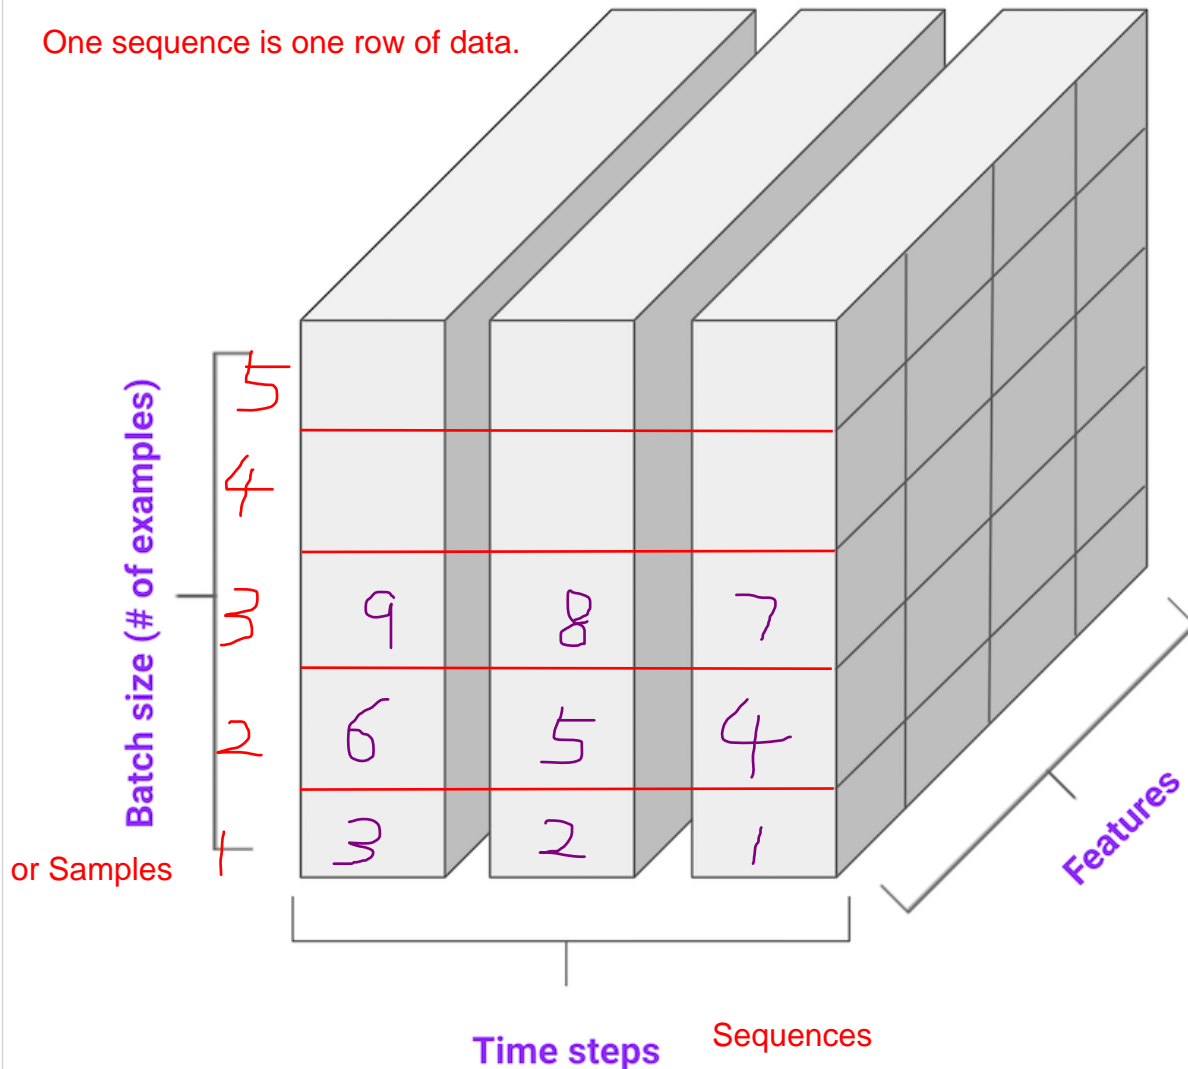 One sequence is one row of data.
Batch size (# of examples)
5
4
3
9 8 7
2
6 5 4
1
3 2 1
or Samples
Features
Time steps
Sequences